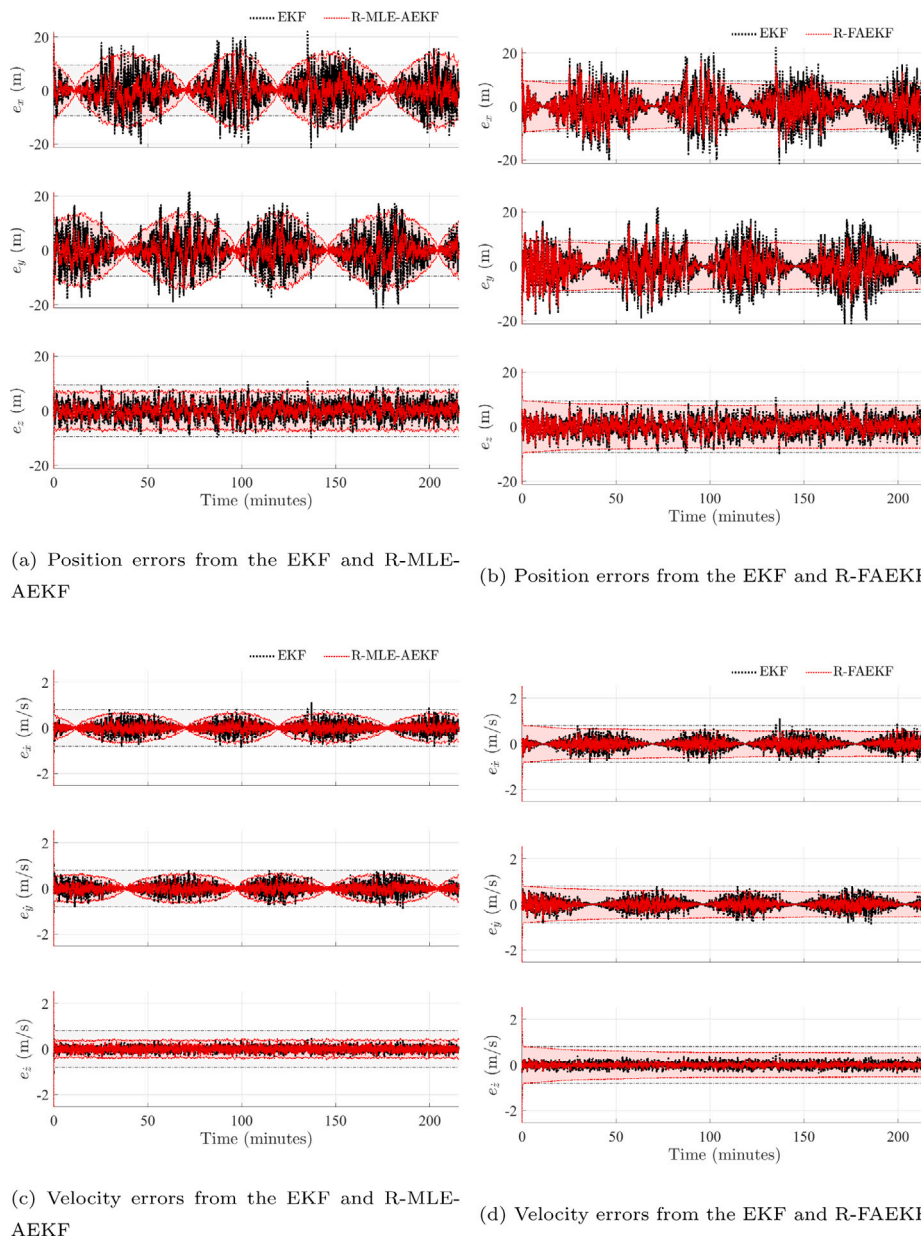 EKF R-MLE-AEKF
20
0
-20
e_x (m)
20
0
-20
e_y (m)
20
0
-20
e_z (m)
0 50 100 150 200
Time (minutes)
(a) Position errors from the EKF and R-MLE-
AEKF
EKF R-FAEKF
20
0
-20
e_x (m)
20
0
-20
e_y (m)
20
0
-20
e_z (m)
0 50 100 150 200
Time (minutes)
(b) Position errors from the EKF and R-FAEKF
EKF R-MLE-AEKF
2
0
-2
e_ẋ (m/s)
2
0
-2
e_ẏ (m/s)
2
0
-2
e_ż (m/s)
0 50 100 150 200
Time (minutes)
(c) Velocity errors from the EKF and R-MLE-
AEKF
EKF R-FAEKF
2
0
-2
e_ẋ (m/s)
2
0
-2
e_ẏ (m/s)
2
0
-2
e_ż (m/s)
0 50 100 150 200
Time (minutes)
(d) Velocity errors from the EKF and R-FAEKF